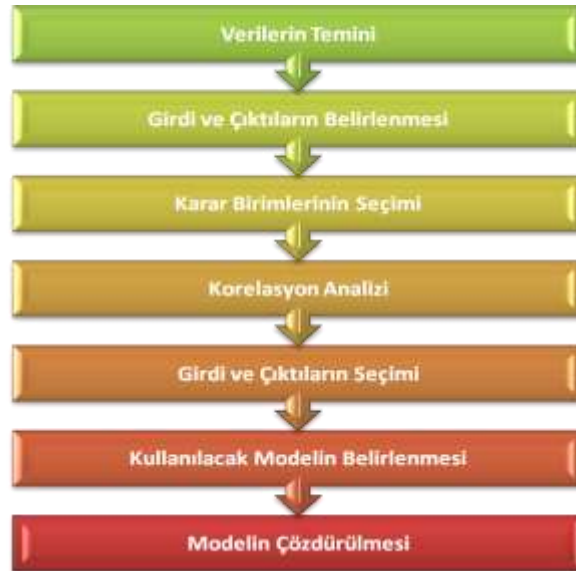 Verilerin Temini
Girdi ve Çıktıların Belirlenmesi
Karar Birimlerinin Seçimi
Korelasyon Analizi
Girdi ve Çıktıların Seçimi
Kullanılacak Modelin Belirlenmesi
Modelin Çözdürülmesi